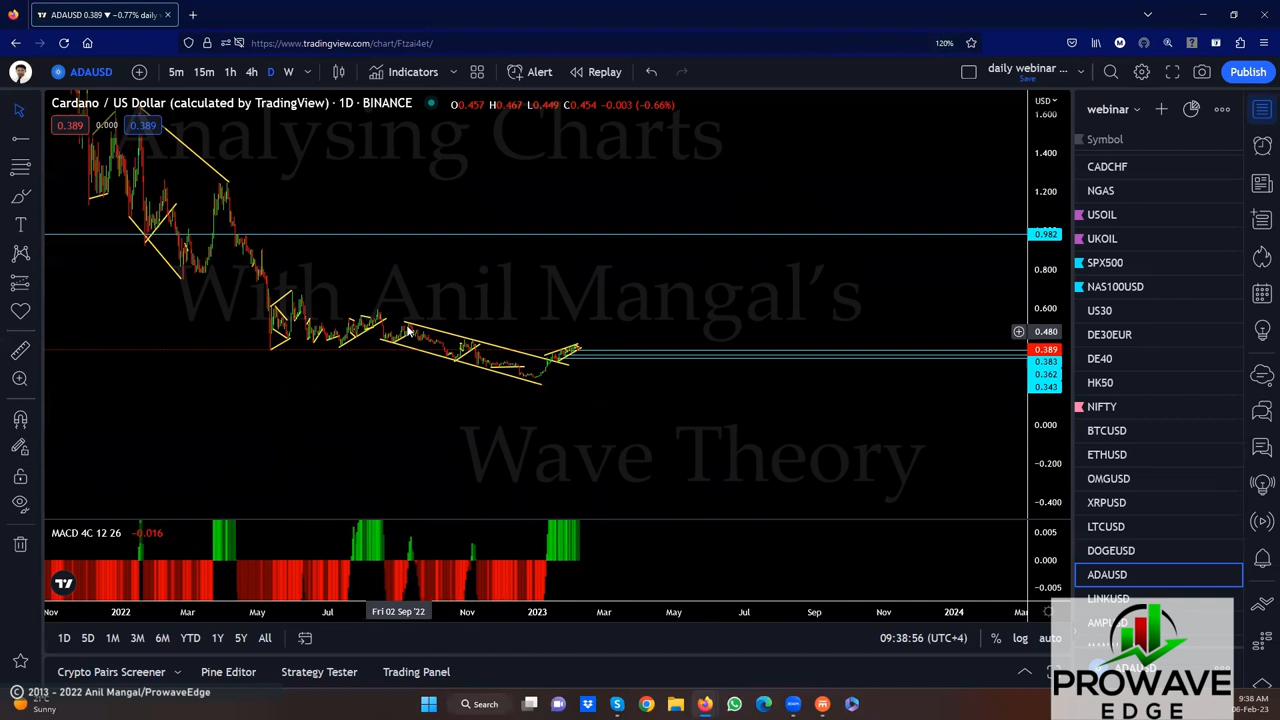 ADAUSD 0.389 ▼ −0.77% daily
https://www.tradingview.com/chart/Ftzai4et/
120%
ADAUSD
5m 15m 1h 4h D W
Indicators
Alert
Replay
daily webinar ...
Save
Publish
Cardano / US Dollar (calculated by TradingView) · 1D · BINANCE
O0.457 H0.467 L0.449 C0.454 -0.003 (-0.66%)
0.389 0.000 0.389
Analysing Charts
With Anil Mangal's
Wave Theory
USD
1.600
1.400
1.200
0.982
0.800
0.600
0.480
0.389
0.383
0.362
0.343
0.000
-0.200
-0.400
MACD 4C 12 26 -0.016
0.005
0.000
-0.005
Nov 2022 Mar May Jul Fri 02 Sep '22 Nov 2023 Mar May Jul Sep Nov 2024 Mar
1D 5D 1M 3M 6M YTD 1Y 5Y All
09:38:56 (UTC+4)
% log auto
Crypto Pairs Screener
Pine Editor
Strategy Tester
Trading Panel
webinar
Symbol
CADCHF
NGAS
USOIL
UKOIL
SPX500
NAS100USD
US30
DE30EUR
DE40
HK50
NIFTY
BTCUSD
ETHUSD
OMGUSD
XRPUSD
LTCUSD
DOGEUSD
ADAUSD
LINKUSD
ADAUSD
PROWAVE
EDGE
© 2013 - 2022 Anil Mangal/ProwaveEdge
21°C
Sunny
Search
9:38 AM
06-Feb-23